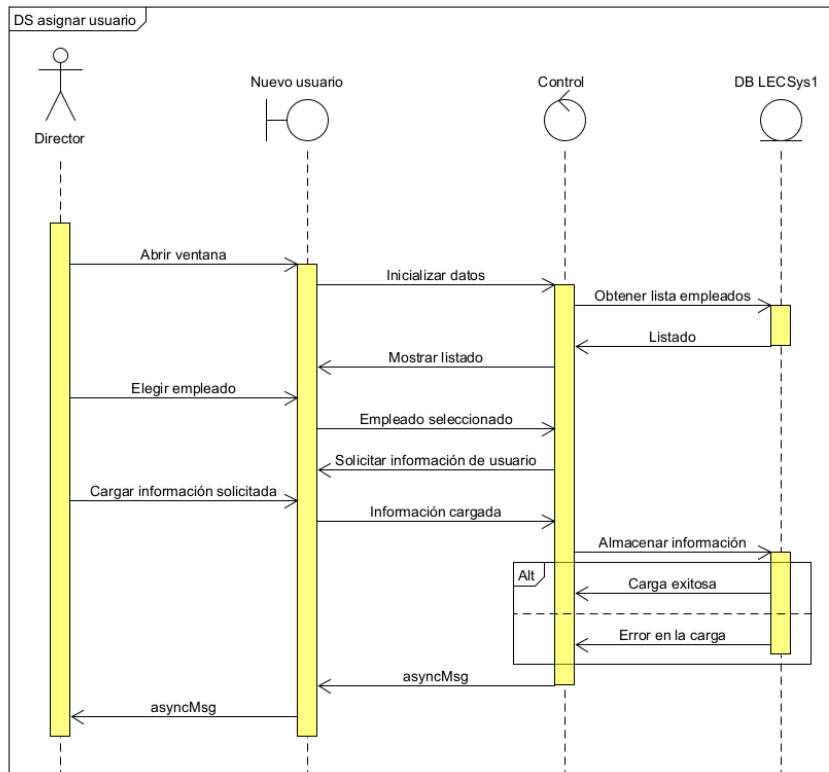 DS asignar usuario
Director
Nuevo usuario
Control
DB LECSys1
Abrir ventana
Inicializar datos
Obtener lista empleados
Listado
Mostrar listado
Elegir empleado
Empleado seleccionado
Solicitar información de usuario
Cargar información solicitada
Información cargada
Almacenar información
Alt
Carga exitosa
Error en la carga
asyncMsg
asyncMsg